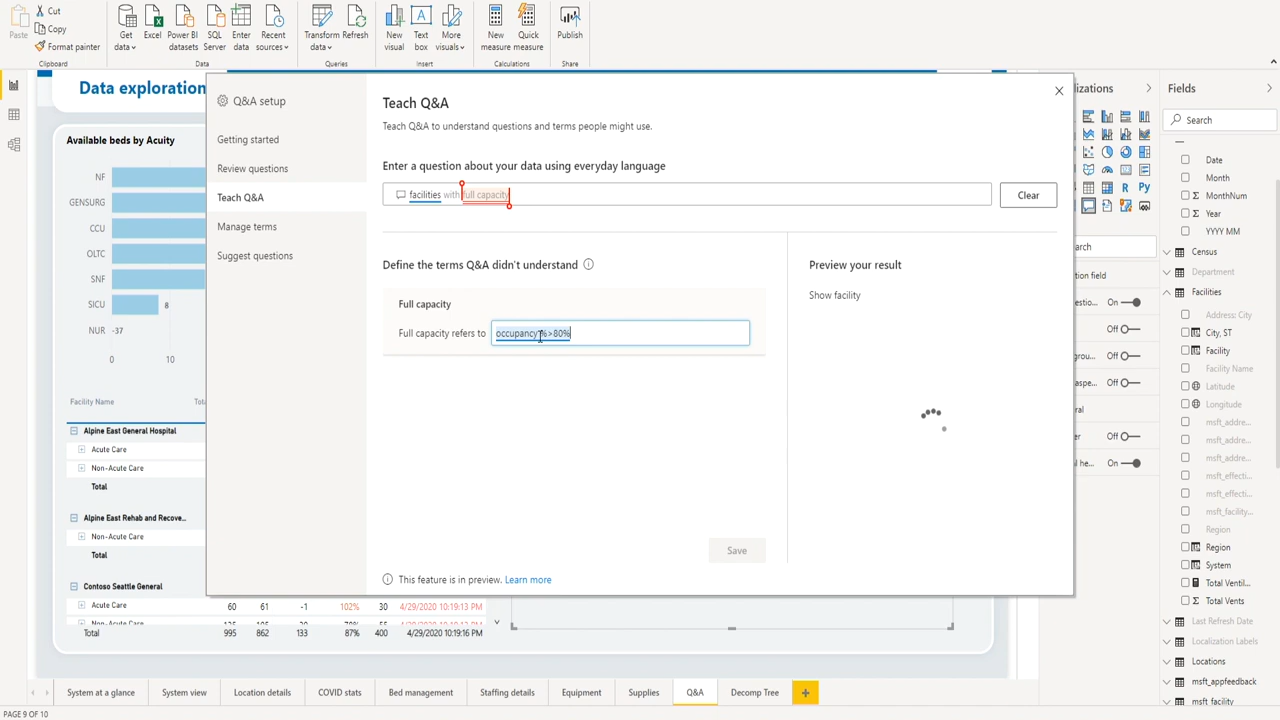 Cut
Copy
Paste
Format painter
Clipboard
Get data
Excel
Power BI datasets
SQL Server
Enter data
Recent sources
Data
Transform data
Refresh
Queries
New visual
Text box
More visuals
Insert
New measure
Quick measure
Calculations
Publish
Share
Data exploration
Available beds by Acuity
NF
GENSURG
CCU
OLTC
SNF
SICU 8
NUR -37
0 10
Facility Name
Alpine East General Hospital
Acute Care
Non-Acute Care
Total
Alpine East Rehab and Recove...
Non-Acute Care
Total
Contoso Seattle General
Acute Care 60 61 -1 102% 30 4/29/2020 10:19:13 PM
Total 995 862 133 87% 400 4/29/2020 10:19:16 PM
Q&A setup
Getting started
Review questions
Teach Q&A
Manage terms
Suggest questions
Teach Q&A
Teach Q&A to understand questions and terms people might use.
Enter a question about your data using everyday language
facilities with full capacity
Clear
Define the terms Q&A didn't understand
Full capacity
Full capacity refers to occupancy %>80%
Save
Preview your result
Show facility
This feature is in preview. Learn more
On
Off
Off
Off
Off
On
Fields
Search
Date
Month
MonthNum
Year
YYYY MM
Census
Department
Facilities
Address: City
City, ST
Facility
Facility Name
Latitude
Longitude
msft_addre...
msft_addre...
msft_addre...
msft_effecti...
msft_effecti...
msft_facility...
Region
Region
System
Total Ventil...
Total Vents
Last Refresh Date
Localization Labels
Locations
msft_appfeedback
msft_facility
System at a glance
System view
Location details
COVID stats
Bed management
Staffing details
Equipment
Supplies
Q&A
Decomp Tree
PAGE 9 OF 10